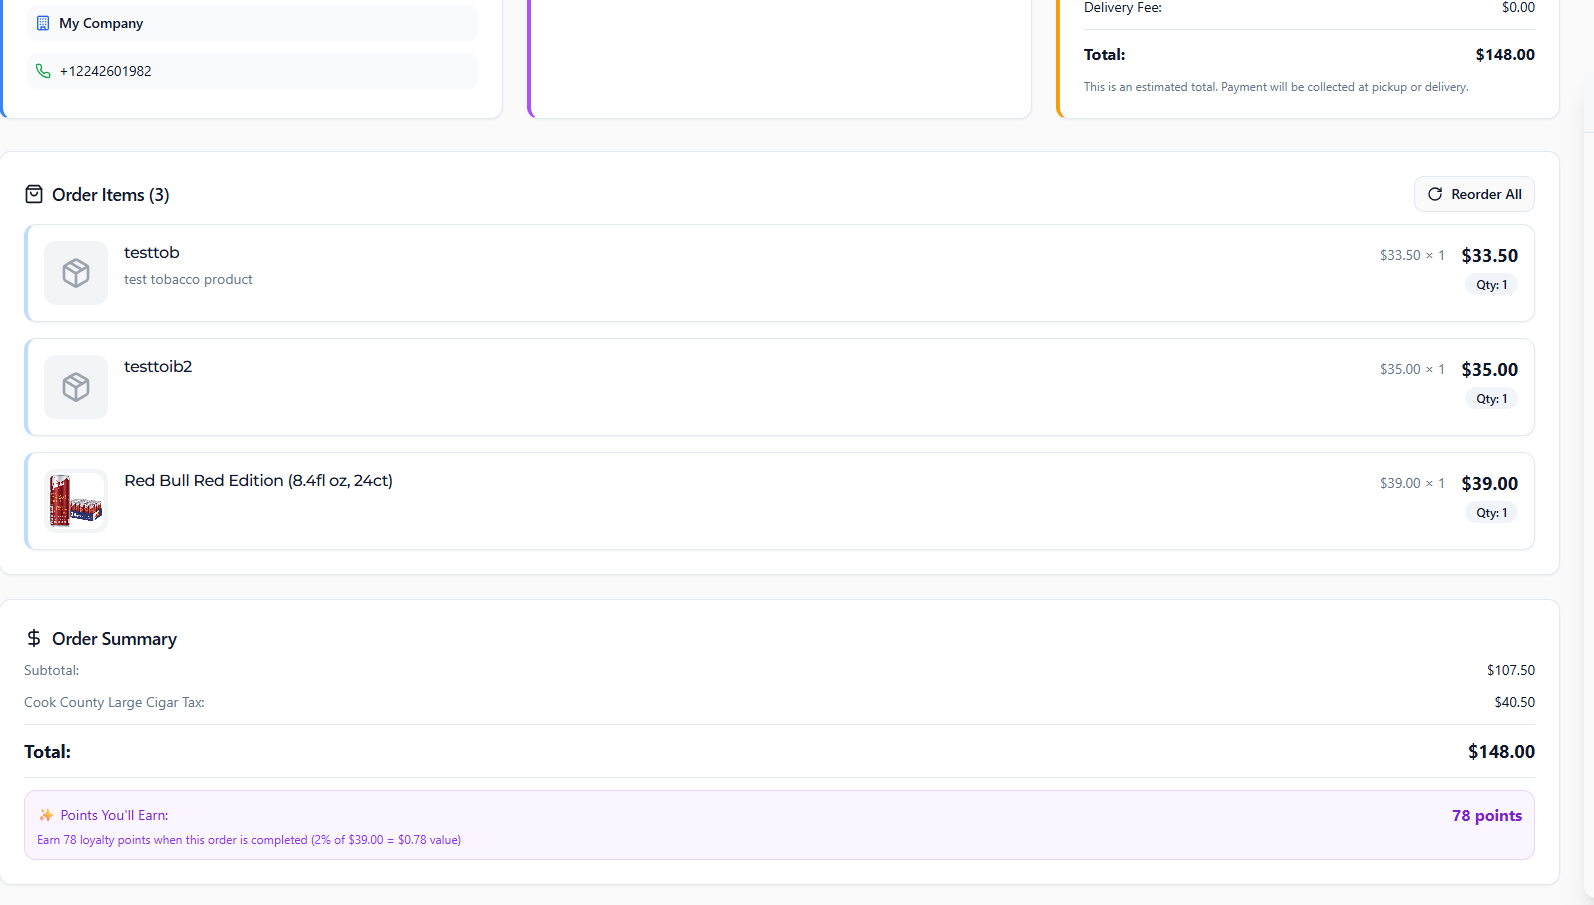 My Company
+12242601982
Delivery Fee: $0.00
Total: $148.00
This is an estimated total. Payment will be collected at pickup or delivery.
Order Items (3)
Reorder All
testtob
test tobacco product
$33.50 × 1 $33.50
Qty: 1
testtoib2
$35.00 × 1 $35.00
Qty: 1
Red Bull Red Edition (8.4fl oz, 24ct)
$39.00 × 1 $39.00
Qty: 1
Order Summary
Subtotal: $107.50
Cook County Large Cigar Tax: $40.50
Total: $148.00
Points You'll Earn: 78 points
Earn 78 loyalty points when this order is completed (2% of $39.00 = $0.78 value)